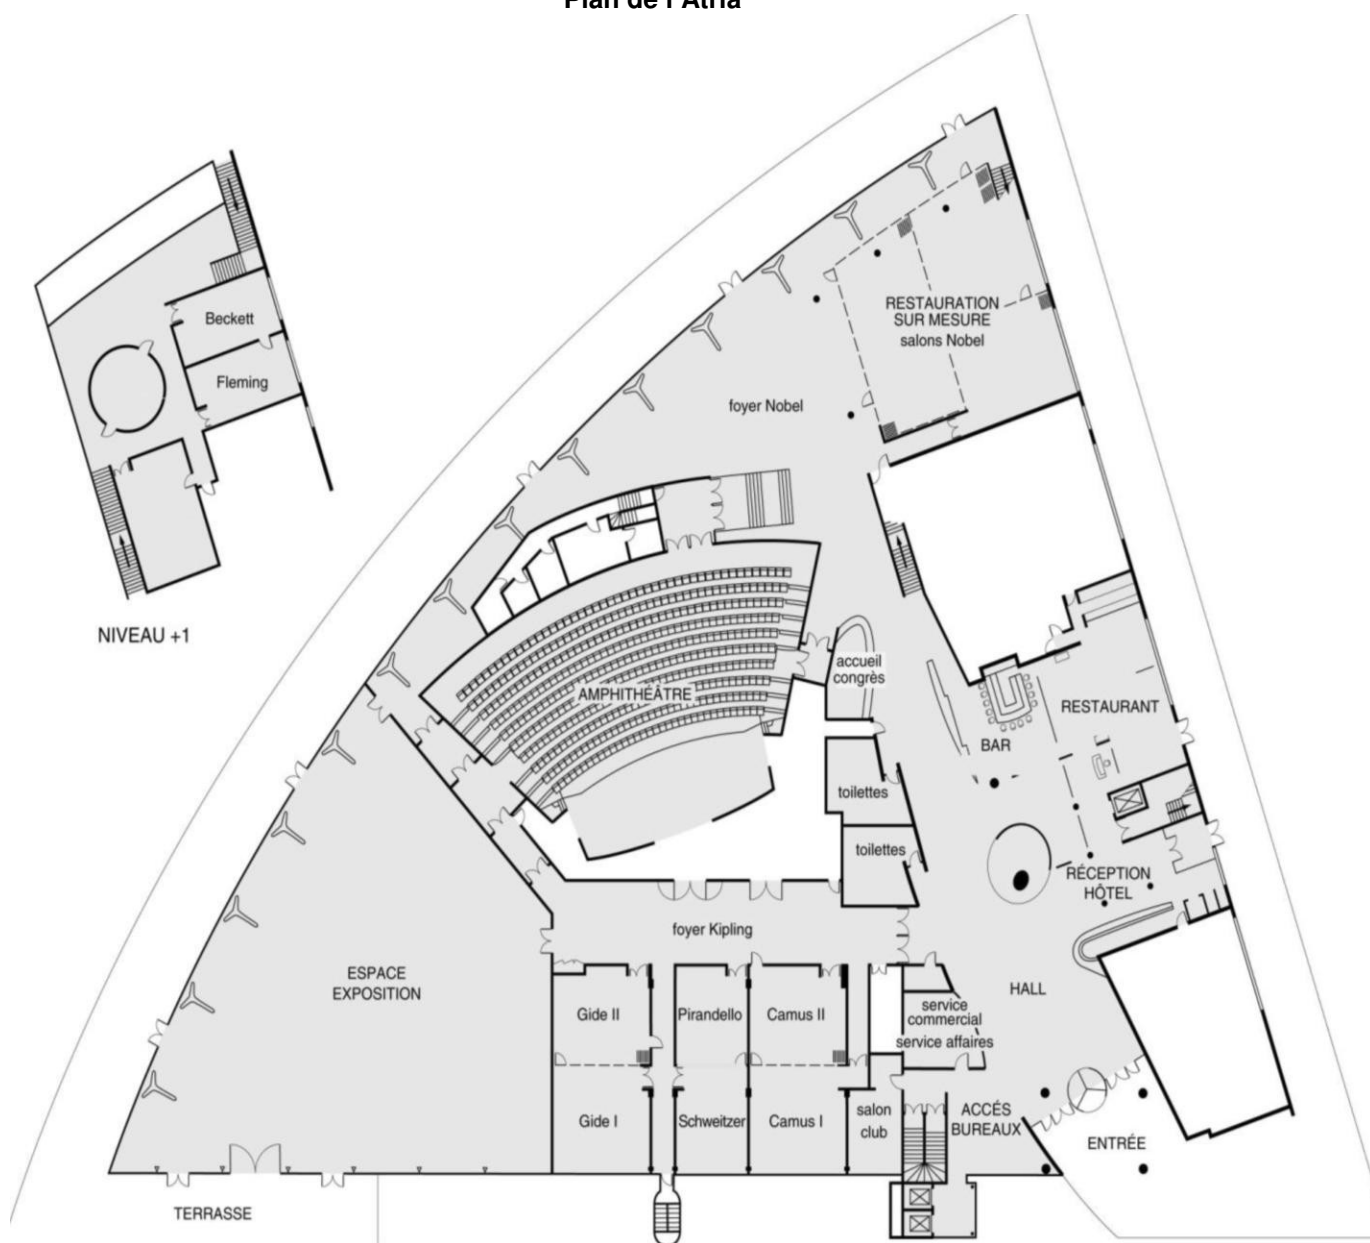 Plan de l'Atria
Beckett
Fleming
NIVEAU +1
RESTAURATION
SUR MESURE
salons Nobel
foyer Nobel
accueil
congrès
AMPHITHÉÂTRE
RESTAURANT
BAR
toilettes
toilettes
RÉCEPTION
HÔTEL
foyer Kipling
ESPACE
EXPOSITION
HALL
Gide II
Pirandello
Camus II
service
commercial
service affaires
Gide I
Schweitzer
Camus I
salon
club
ACCÉS
BUREAUX
ENTRÉE
TERRASSE